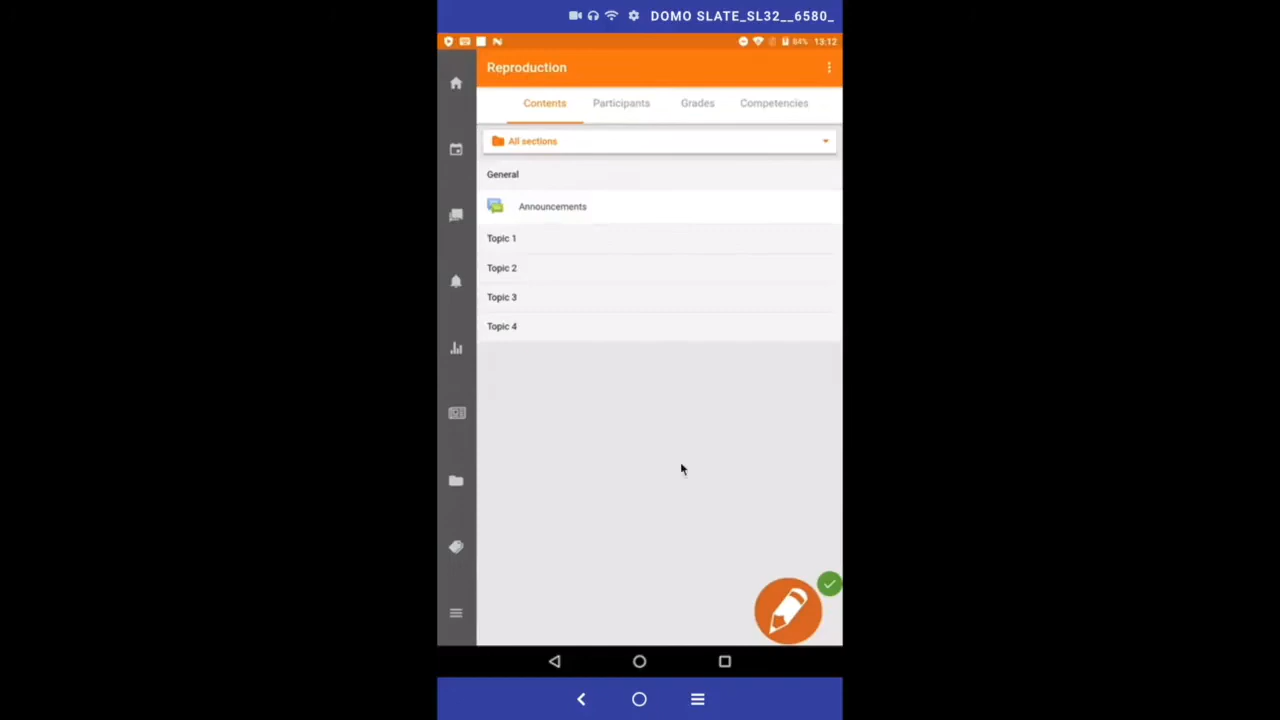 DOMO SLATE_SL32__6580_
84% 13:12
Reproduction
Contents Participants Grades Competencies
All sections
General
Announcements
Topic 1
Topic 2
Topic 3
Topic 4